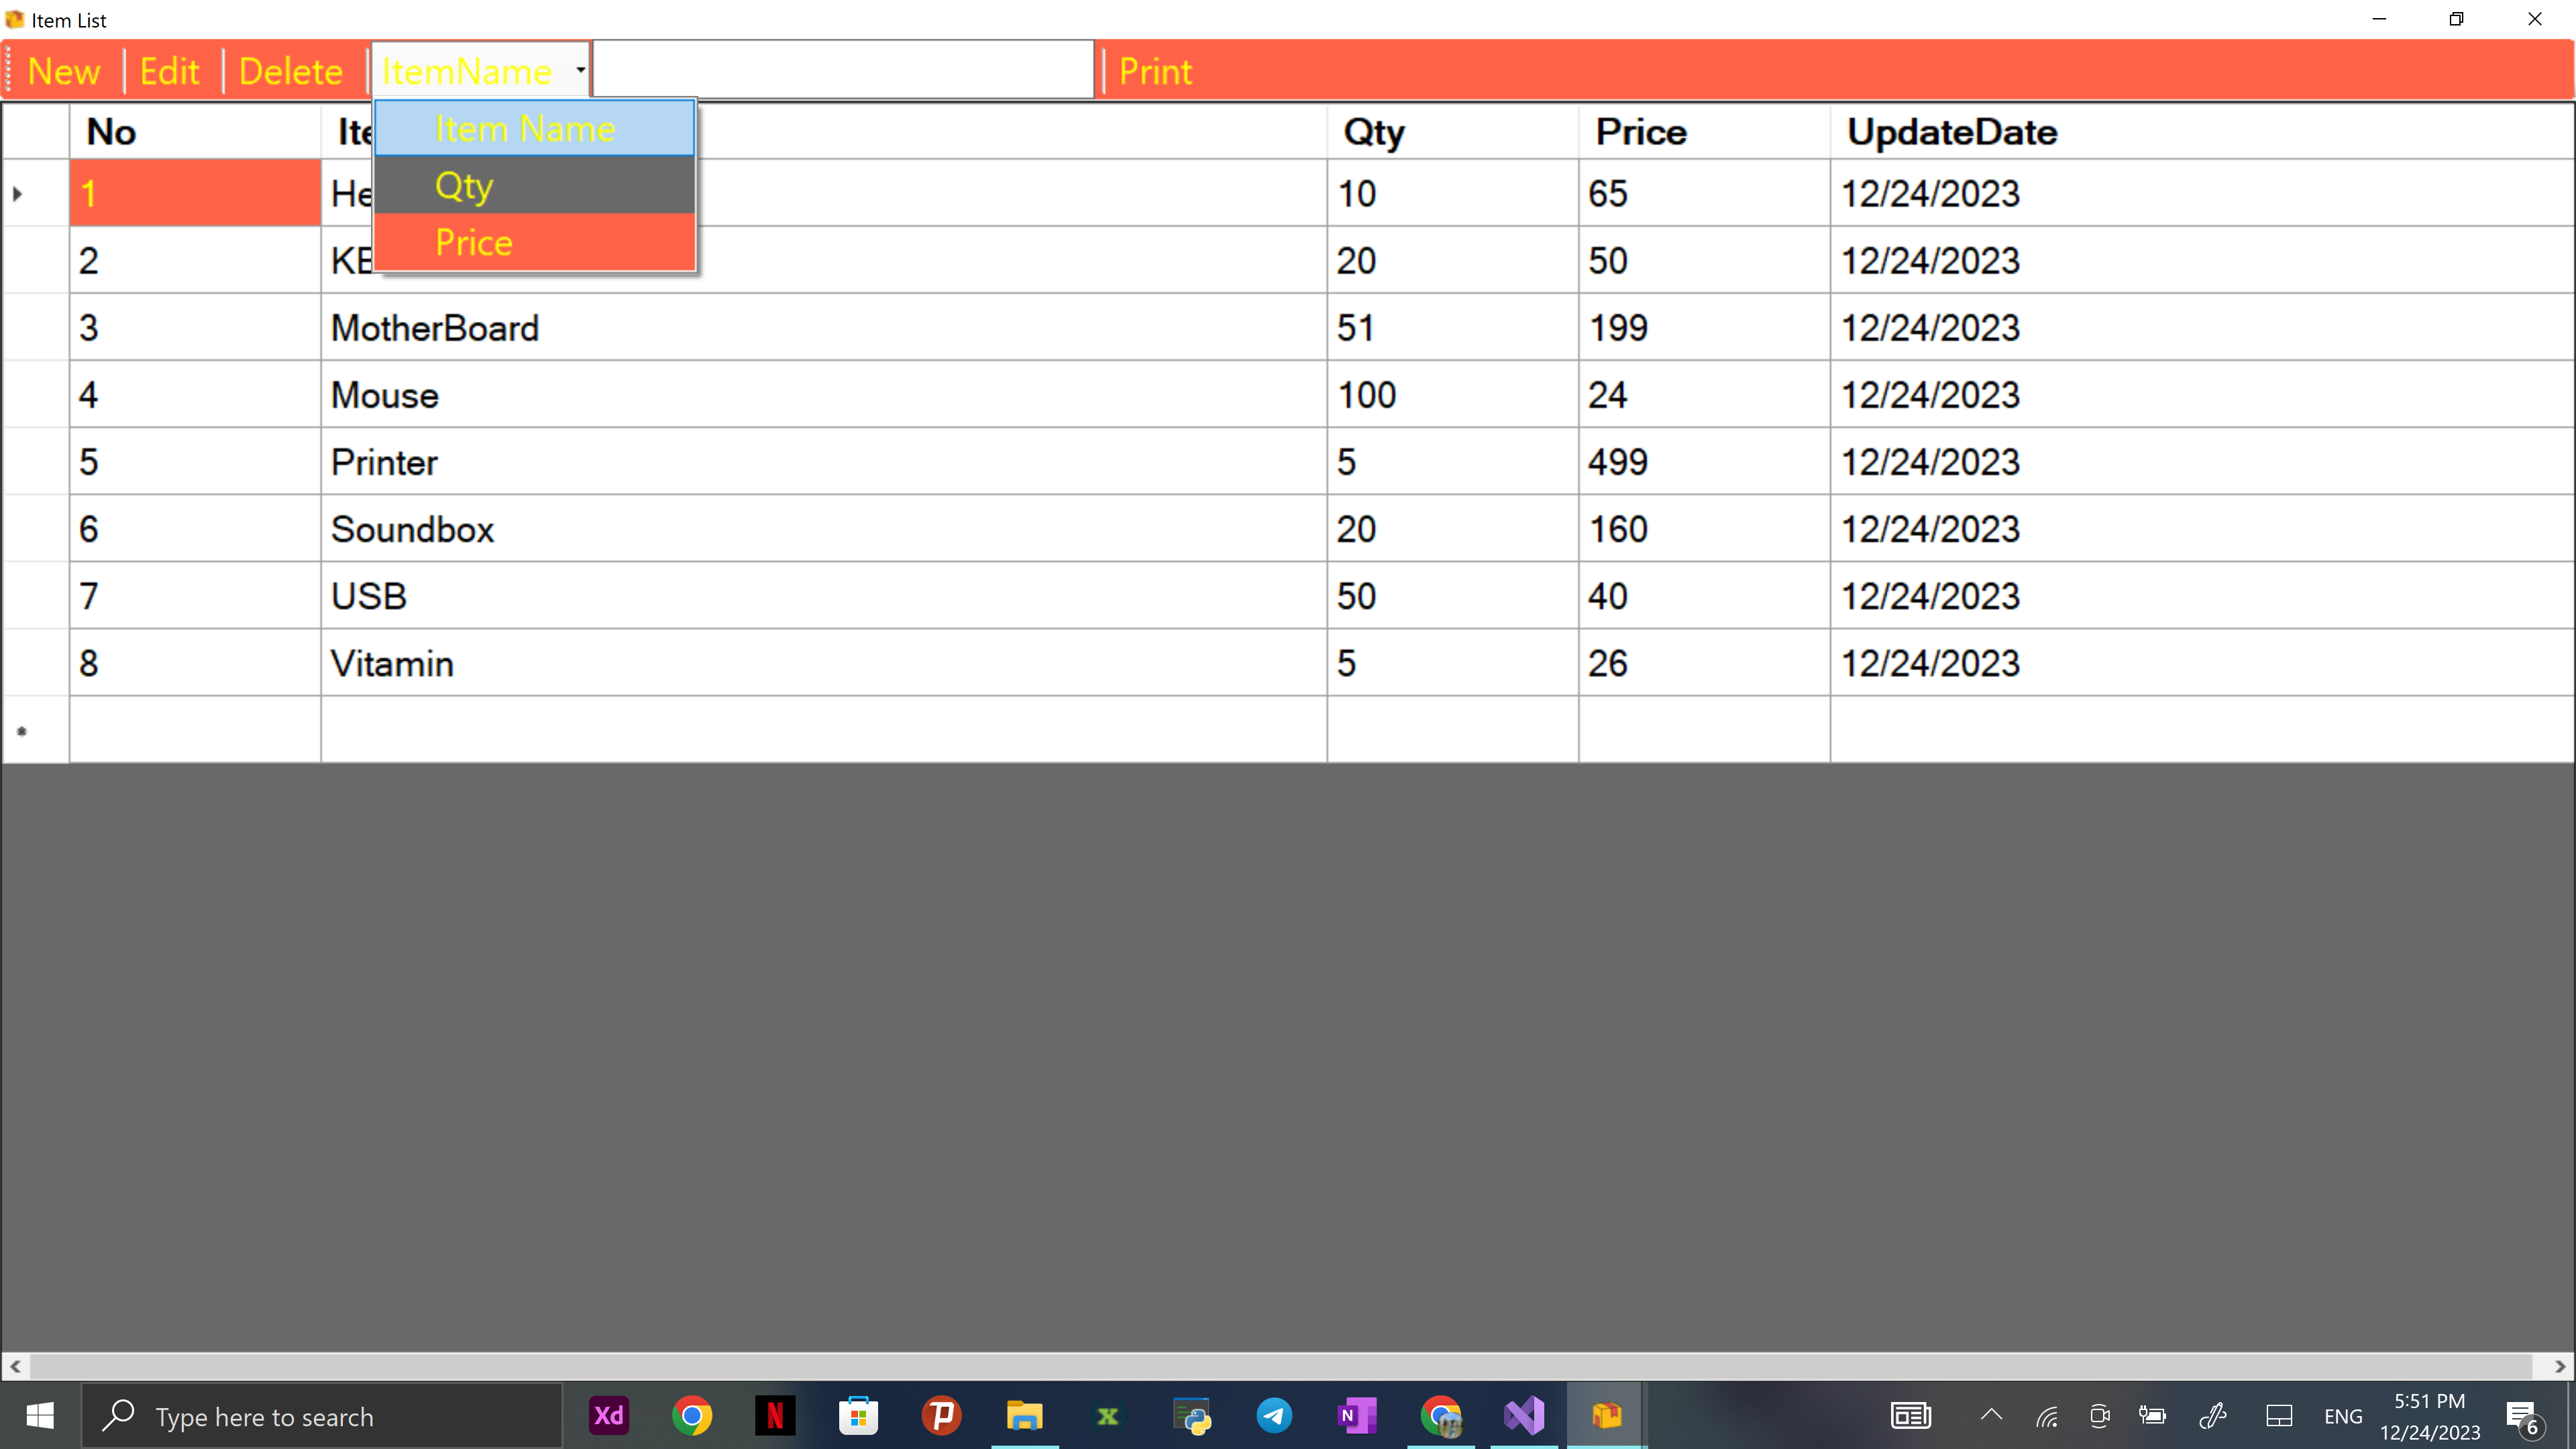 Item List
New Edit Delete ItemName Print
No Qty Price UpdateDate
Item Name
Qty
Price
1 10 65 12/24/2023
2 20 50 12/24/2023
3 MotherBoard 51 199 12/24/2023
4 Mouse 100 24 12/24/2023
5 Printer 5 499 12/24/2023
6 Soundbox 20 160 12/24/2023
7 USB 50 40 12/24/2023
8 Vitamin 5 26 12/24/2023
Type here to search Xd N X N ENG 5:51 PM
12/24/2023 6